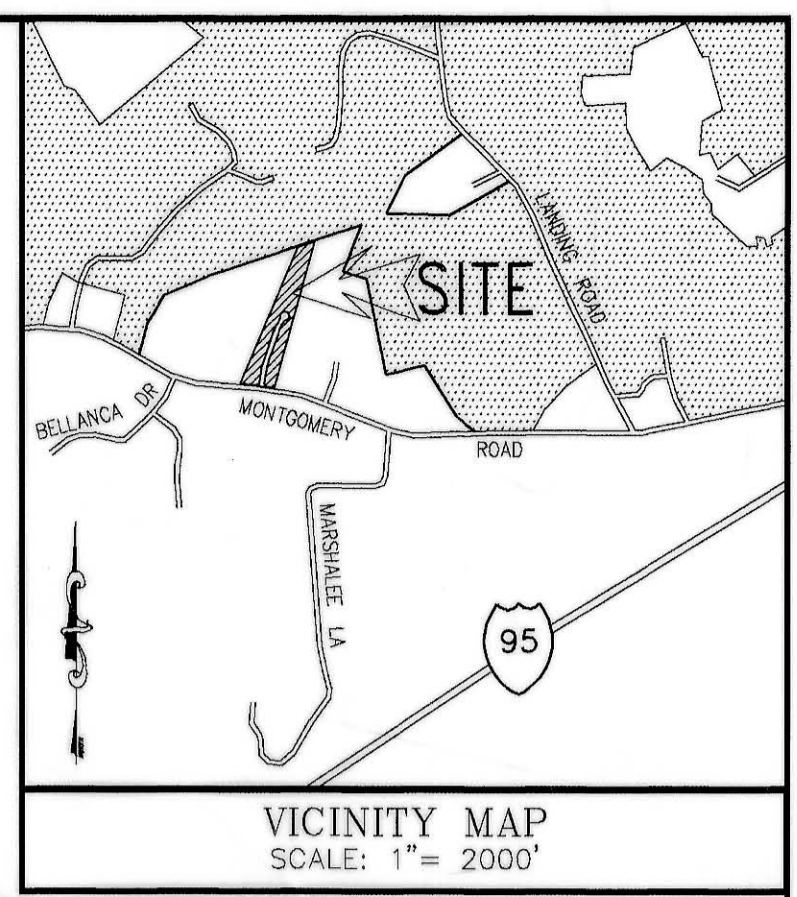 LANDING ROAD
SITE
BELLANCA DR
MONTGOMERY
ROAD
MARSHALEE LA
95
VICINITY MAP
SCALE: 1"= 2000'